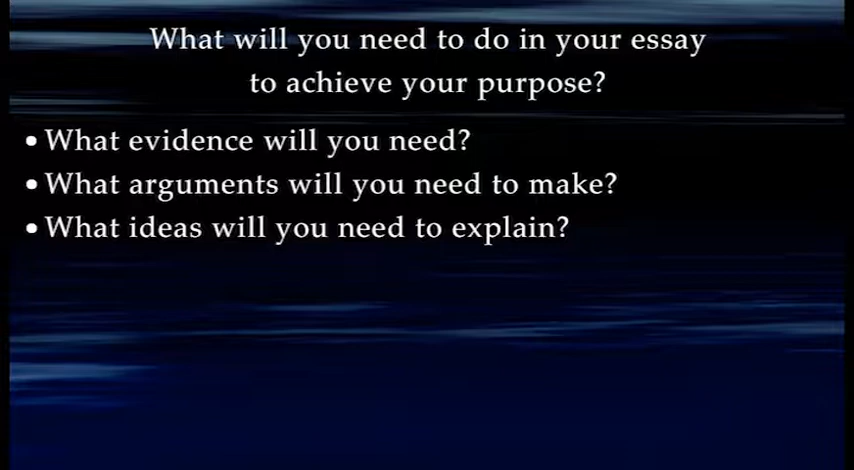 What will you need to do in your essay
to achieve your purpose?
• What evidence will you need?
• What arguments will you need to make?
• What ideas will you need to explain?